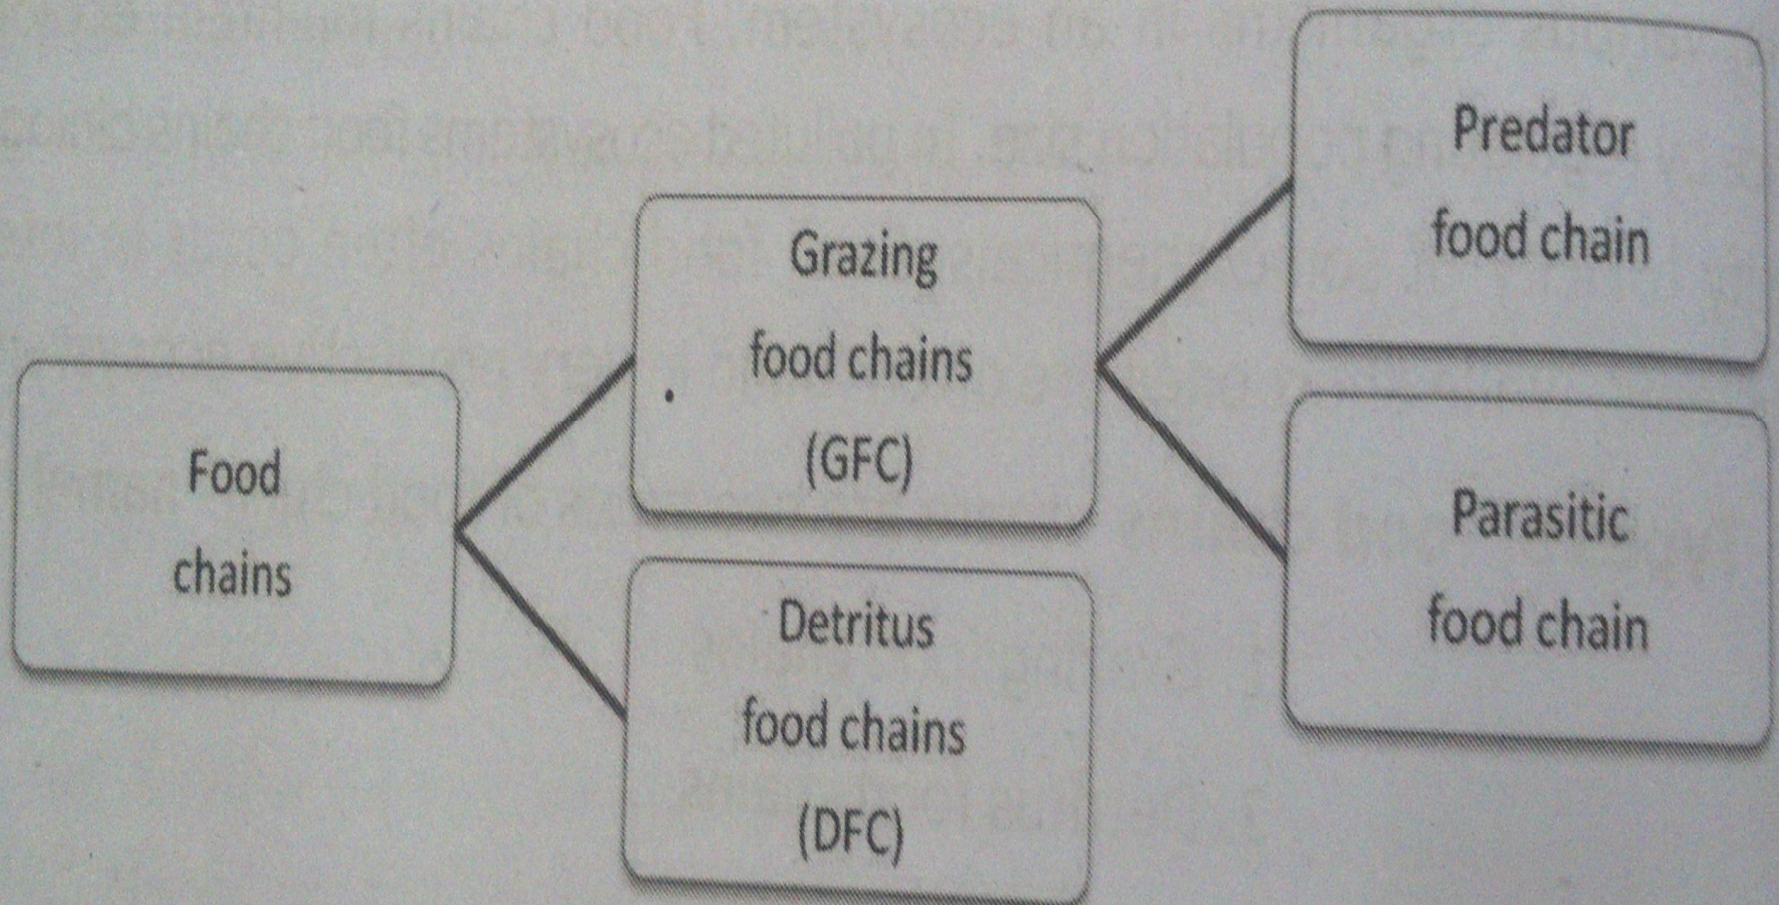 Food
chains
Grazing
food chains
(GFC)
Detritus
food chains
(DFC)
Predator
food chain
Parasitic
food chain